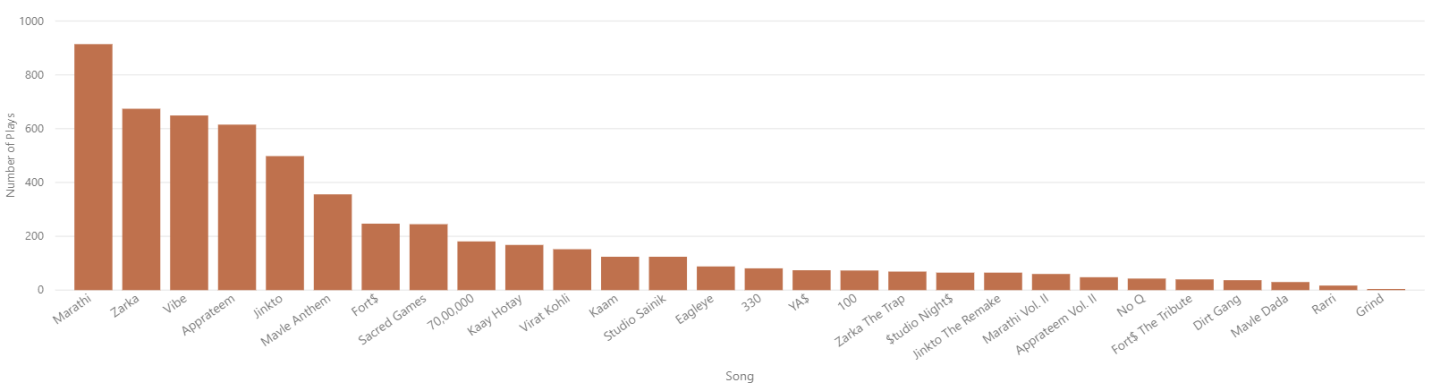 1000
800
600
400
200
0
Number of Plays
Marathi
Zarka
Vibe
Apprateem
Jinkto
Mavle Anthem
Fort$
Sacred Games
70,00,000
Kaay Hotay
Virat Kohli
Kaam
Studio Sainik
Eagleye
330
YA$
100
Zarka The Trap
$tudio Night$
Jinkto The Remake
Marathi Vol. II
Apprateem Vol. II
No Q
Fort$ The Tribute
Dirt Gang
Mavle Dada
Rarri
Grind
Song